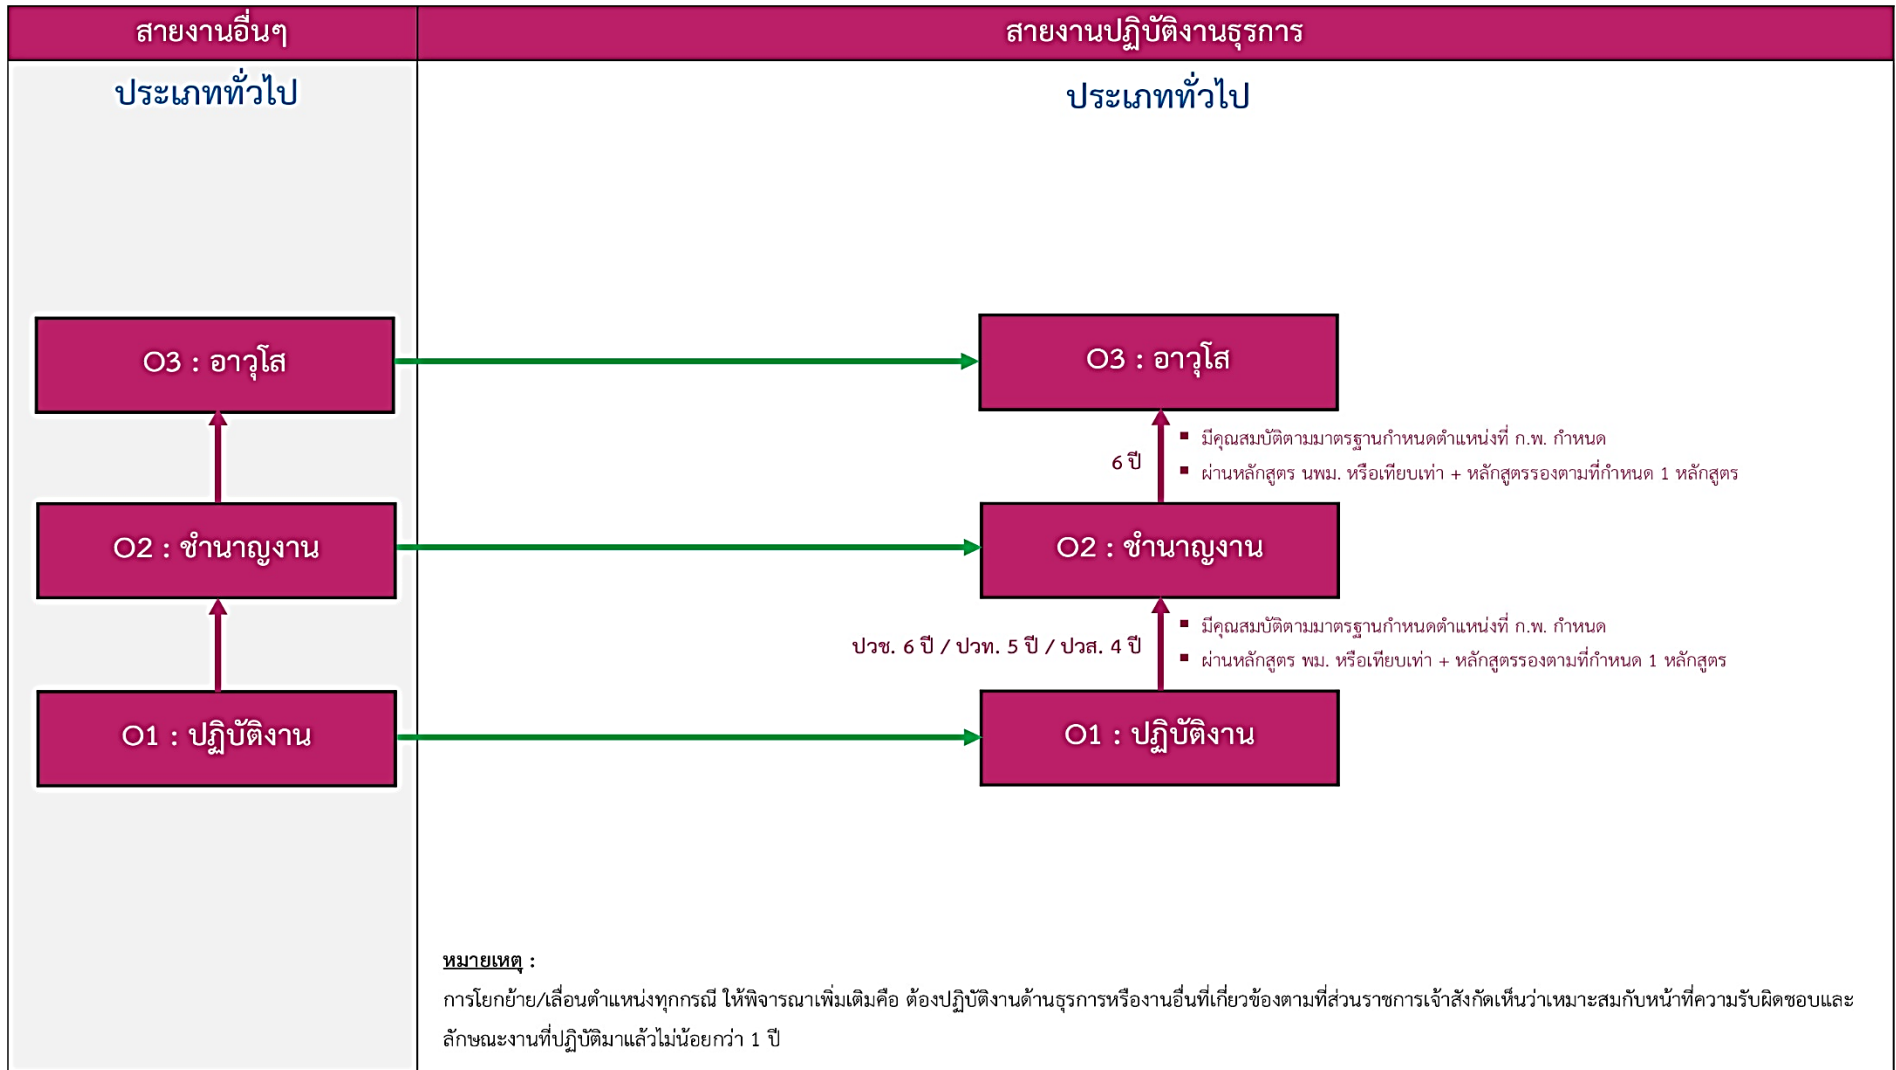 สายงานอื่นๆ
สายงานปฏิบัติงานธุรการ
ประเภททั่วไป
ประเภททั่วไป
O3 : อาวุโส
O3 : อาวุโส
6 ปี
▪ มีคุณสมบัติตามมาตรฐานกำหนดตำแหน่งที่ ก.พ. กำหนด
▪ ผ่านหลักสูตร นพม. หรือเทียบเท่า + หลักสูตรรองตามที่กำหนด 1 หลักสูตร
O2 : ชำนาญงาน
O2 : ชำนาญงาน
ปวช. 6 ปี / ปวท. 5 ปี / ปวส. 4 ปี
▪ มีคุณสมบัติตามมาตรฐานกำหนดตำแหน่งที่ ก.พ. กำหนด
▪ ผ่านหลักสูตร พม. หรือเทียบเท่า + หลักสูตรรองตามที่กำหนด 1 หลักสูตร
O1 : ปฏิบัติงาน
O1 : ปฏิบัติงาน
หมายเหตุ :
การโยกย้าย/เลื่อนตำแหน่งทุกกรณี ให้พิจารณาเพิ่มเติมคือ ต้องปฏิบัติงานด้านธุรการหรืองานอื่นที่เกี่ยวข้องตามที่ส่วนราชการเจ้าสังกัดเห็นว่าเหมาะสมกับหน้าที่ความรับผิดชอบและ
ลักษณะงานที่ปฏิบัติมาแล้วไม่น้อยกว่า 1 ปี